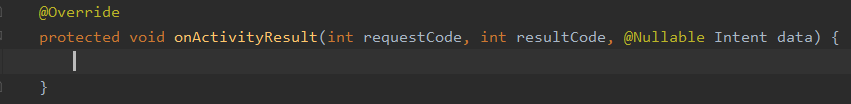 @Override
protected void onActivityResult(int requestCode, int resultCode, @Nullable Intent data) {
}